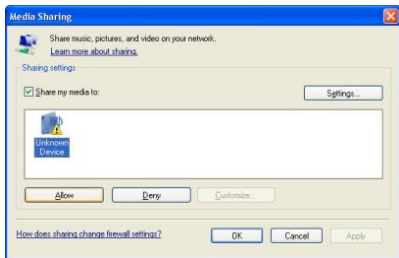 Media Sharing
Share music, pictures, and video on your network.
Learn more about sharing.
Sharing settings
Share my media to:
Settings...
Unknown
Device
Allow
Deny
Customize...
How does sharing change firewall settings?
OK
Cancel
Apply